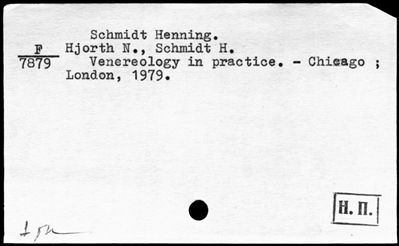 Schmidt Henning.
F Hjorth N., Schmidt H.
7879 Venereology in practice. - Chicago ;
London, 1979.
Н. П.